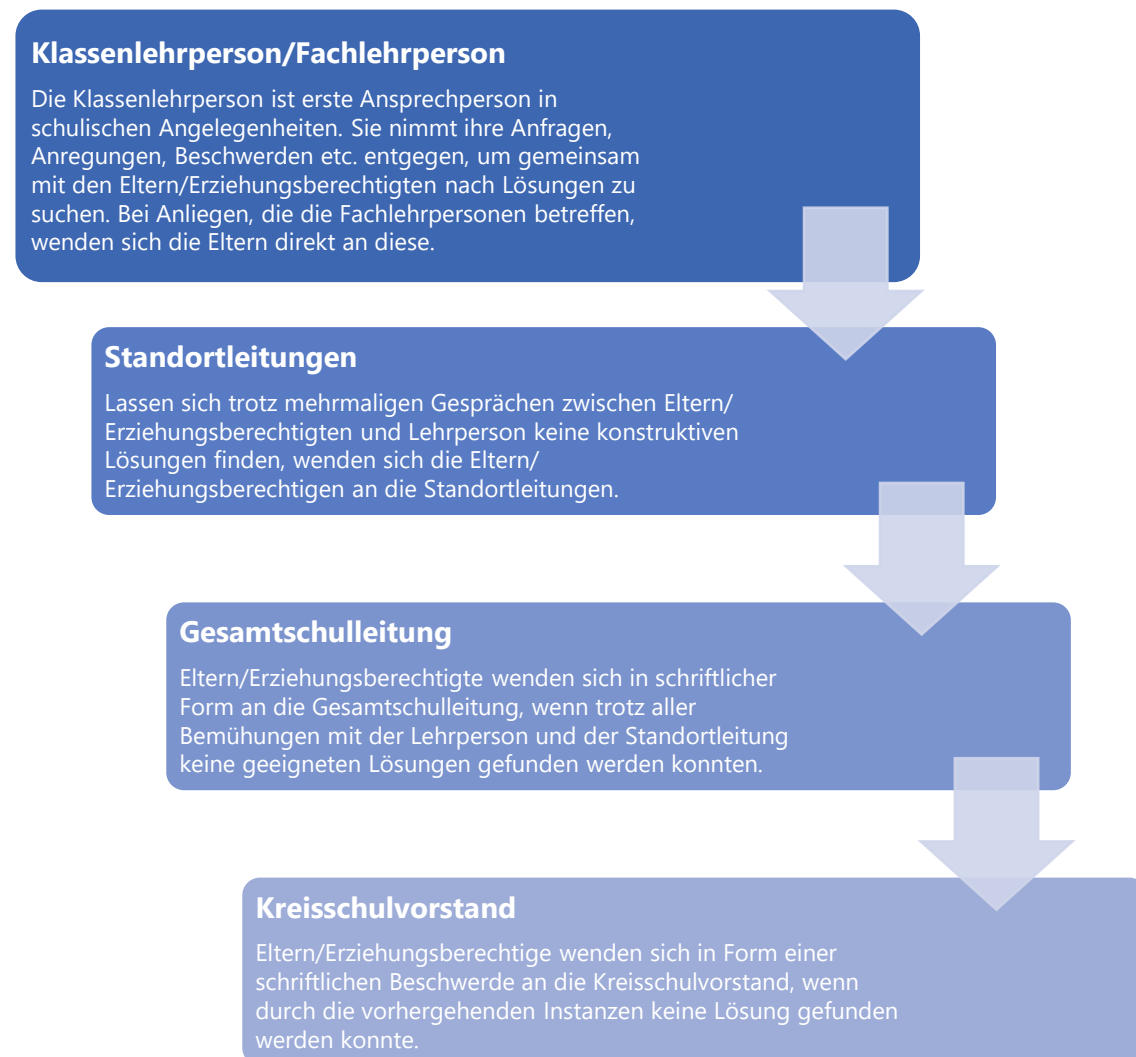 Klassenlehrperson/Fachlehrperson
Die Klassenlehrperson ist erste Ansprechperson in
schulischen Angelegenheiten. Sie nimmt ihre Anfragen,
Anregungen, Beschwerden etc. entgegen, um gemeinsam
mit den Eltern/Erziehungsberechtigten nach Lösungen zu
suchen. Bei Anliegen, die die Fachlehrpersonen betreffen,
wenden sich die Eltern direkt an diese.
Standortleitungen
Lassen sich trotz mehrmaligen Gesprächen zwischen Eltern/
Erziehungsberechtigten und Lehrperson keine konstruktiven
Lösungen finden, wenden sich die Eltern/
Erziehungsberechtigen an die Standortleitungen.
Gesamtschulleitung
Eltern/Erziehungsberechtigte wenden sich in schriftlicher
Form an die Gesamtschulleitung, wenn trotz aller
Bemühungen mit der Lehrperson und der Standortleitung
keine geeigneten Lösungen gefunden werden konnten.
Kreisschulvorstand
Eltern/Erziehungsberechtige wenden sich in Form einer
schriftlichen Beschwerde an die Kreisschulvorstand, wenn
durch die vorhergehenden Instanzen keine Lösung gefunden
werden konnte.